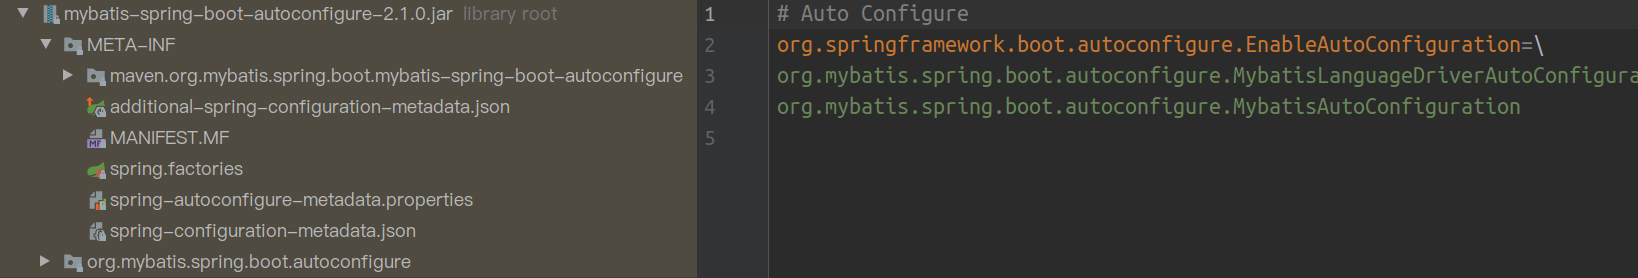 mybatis-spring-boot-autoconfigure-2.1.0.jar library root
META-INF
maven.org.mybatis.spring.boot.mybatis-spring-boot-autoconfigure
additional-spring-configuration-metadata.json
MANIFEST.MF
spring.factories
spring-autoconfigure-metadata.properties
spring-configuration-metadata.json
org.mybatis.spring.boot.autoconfigure
1 # Auto Configure
2 org.springframework.boot.autoconfigure.EnableAutoConfiguration=\
3 org.mybatis.spring.boot.autoconfigure.MybatisLanguageDriverAutoConfigura
4 org.mybatis.spring.boot.autoconfigure.MybatisAutoConfiguration
5